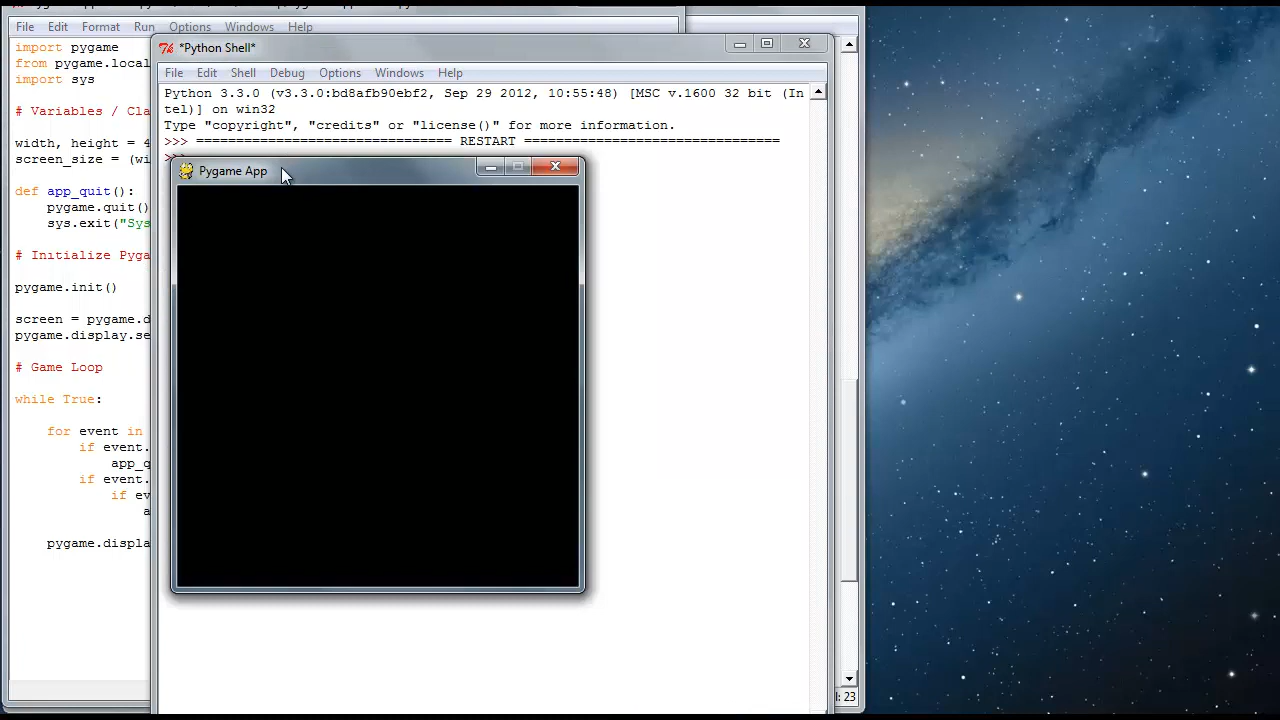 File Edit Format Run Options Windows Help
import pygame
from pygame.local
import sys
# Variables / Cla
width, height = 4
screen_size = (wi
def app_quit():
pygame.quit()
sys.exit("Sys
# Initialize Pyga
pygame.init()
screen = pygame.d
pygame.display.se
# Game Loop
while True:
for event in
if event.
app_q
if event.
if ev
a
pygame.displa
*Python Shell*
File Edit Shell Debug Options Windows Help
Python 3.3.0 (v3.3.0:bd8afb90ebf2, Sep 29 2012, 10:55:48) [MSC v.1600 32 bit (In
tel)] on win32
Type "copyright", "credits" or "license()" for more information.
>>> ================================ RESTART ================================
>>>
Pygame App
: 23